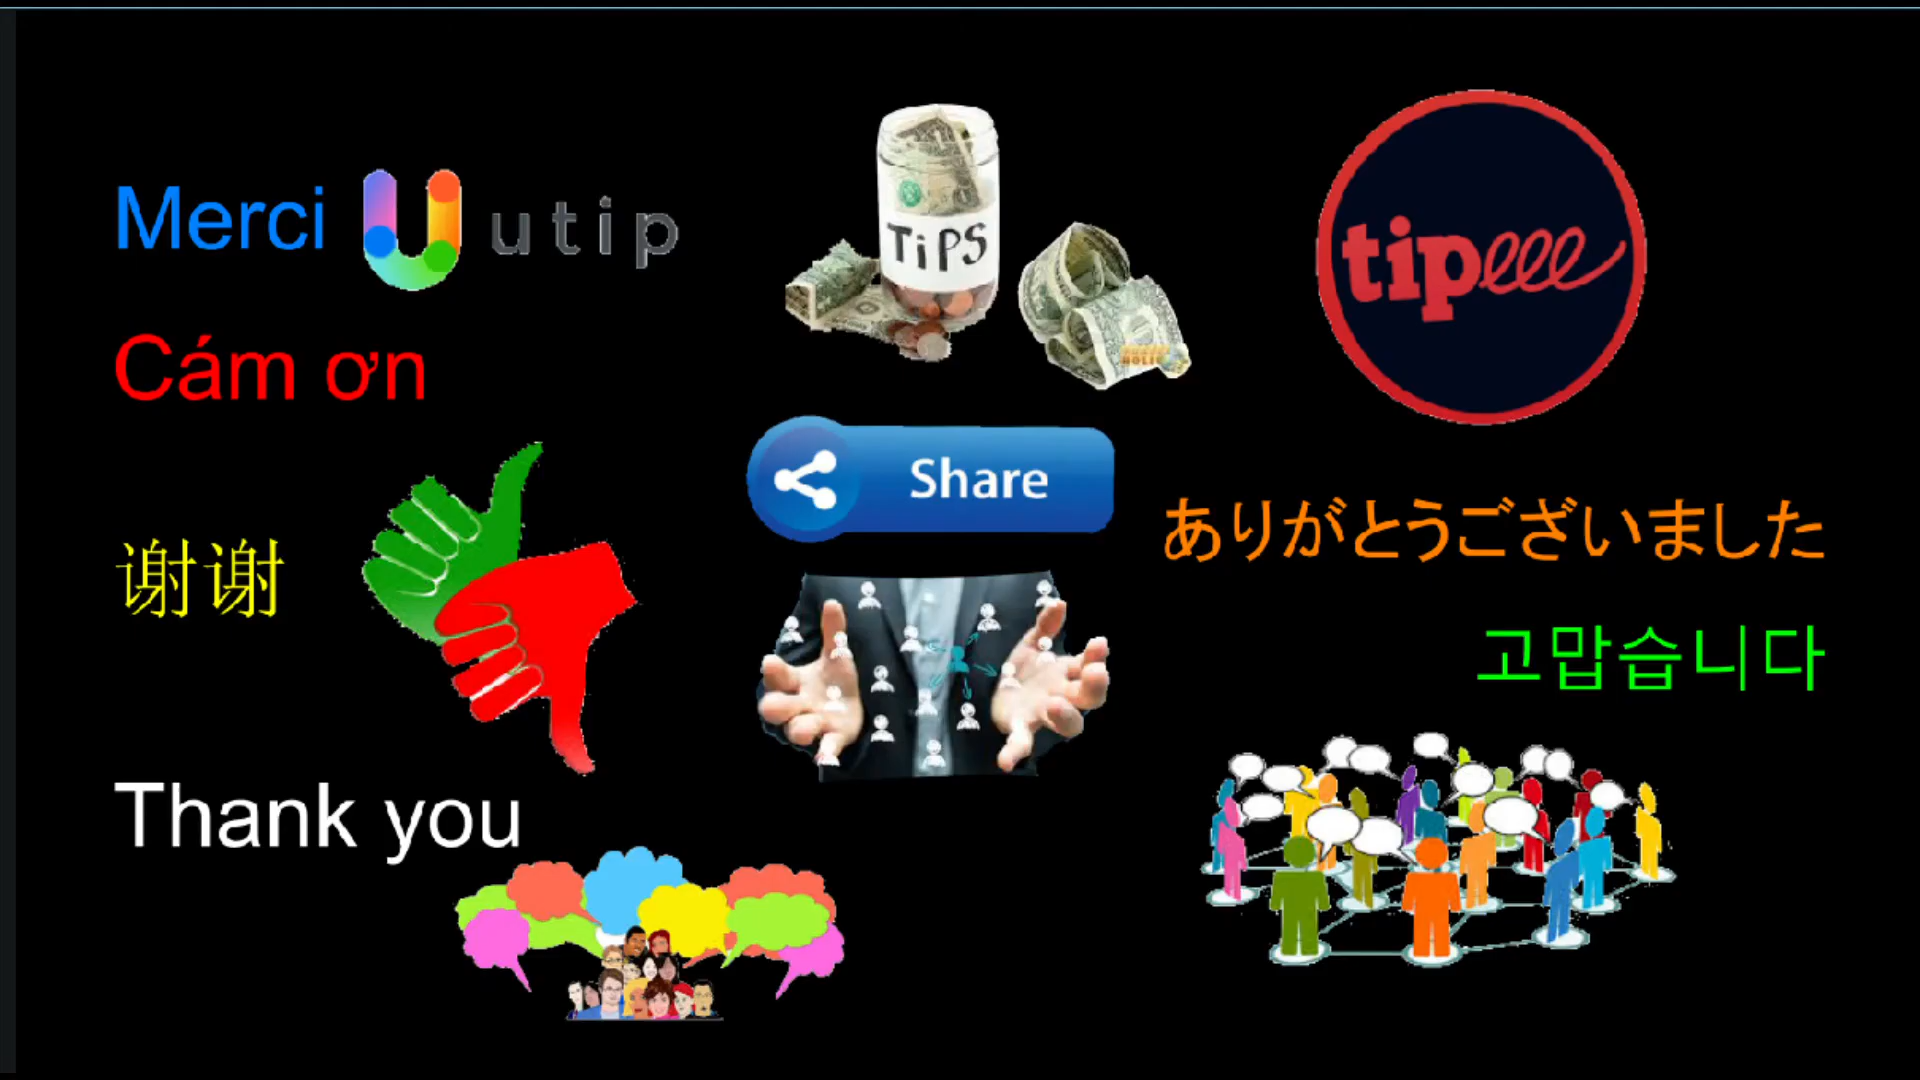 Merci
utip
TiPS
tipeee
Cám ơn
Share
谢谢
ありがとうございました
고맙습니다
Thank you